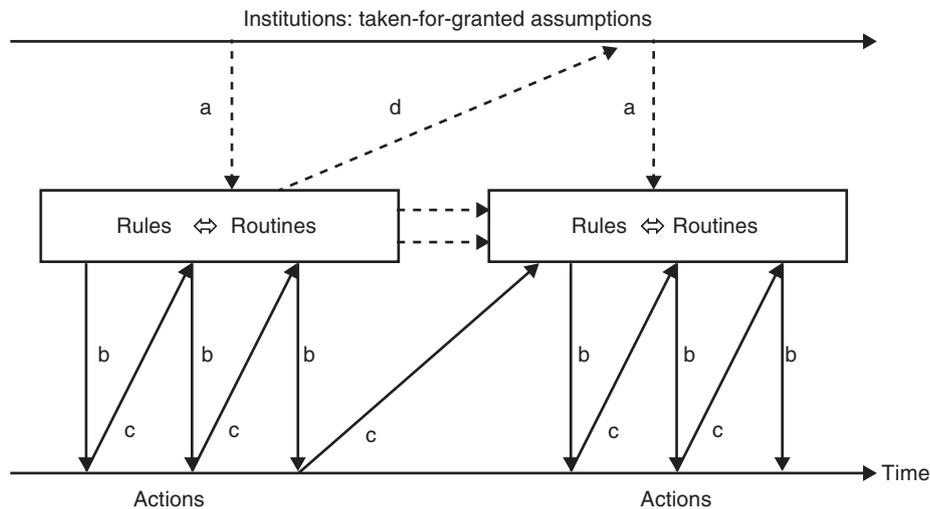 Institutions: taken-for-granted assumptions
a
d
a
Rules ⇔ Routines
Rules ⇔ Routines
b
b
b
b
b
b
c
c
c
c
c
Time
Actions
Actions